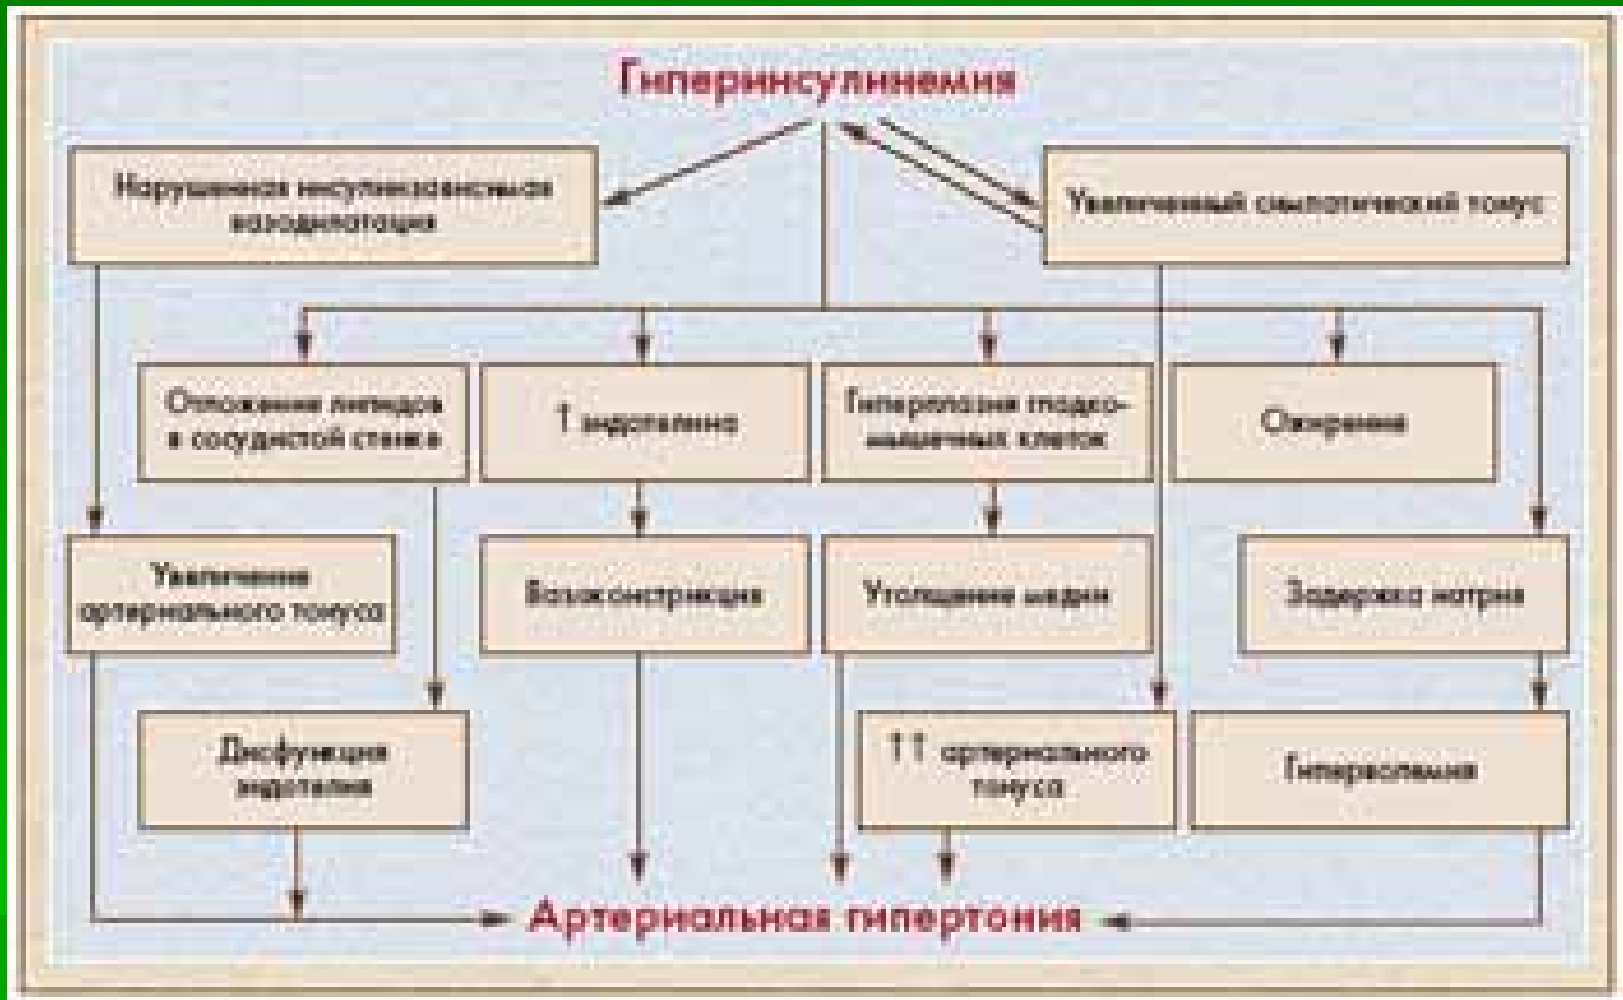 Гиперинсулинемия
Нарушенная инсулинзависимая
вазодилатация
Увеличенный симпатический тонус
Отложение липидов
в сосудистой стенке
↑ эндотелина
Гиперплазия гладко-
мышечных клеток
Ожирение
Увеличение
артериального тонуса
Вазоконстрикция
Утолщение медии
Задержка натрия
Дисфункция
эндотелия
↑↑ артериального
тонуса
Гиперволемия
Артериальная гипертония